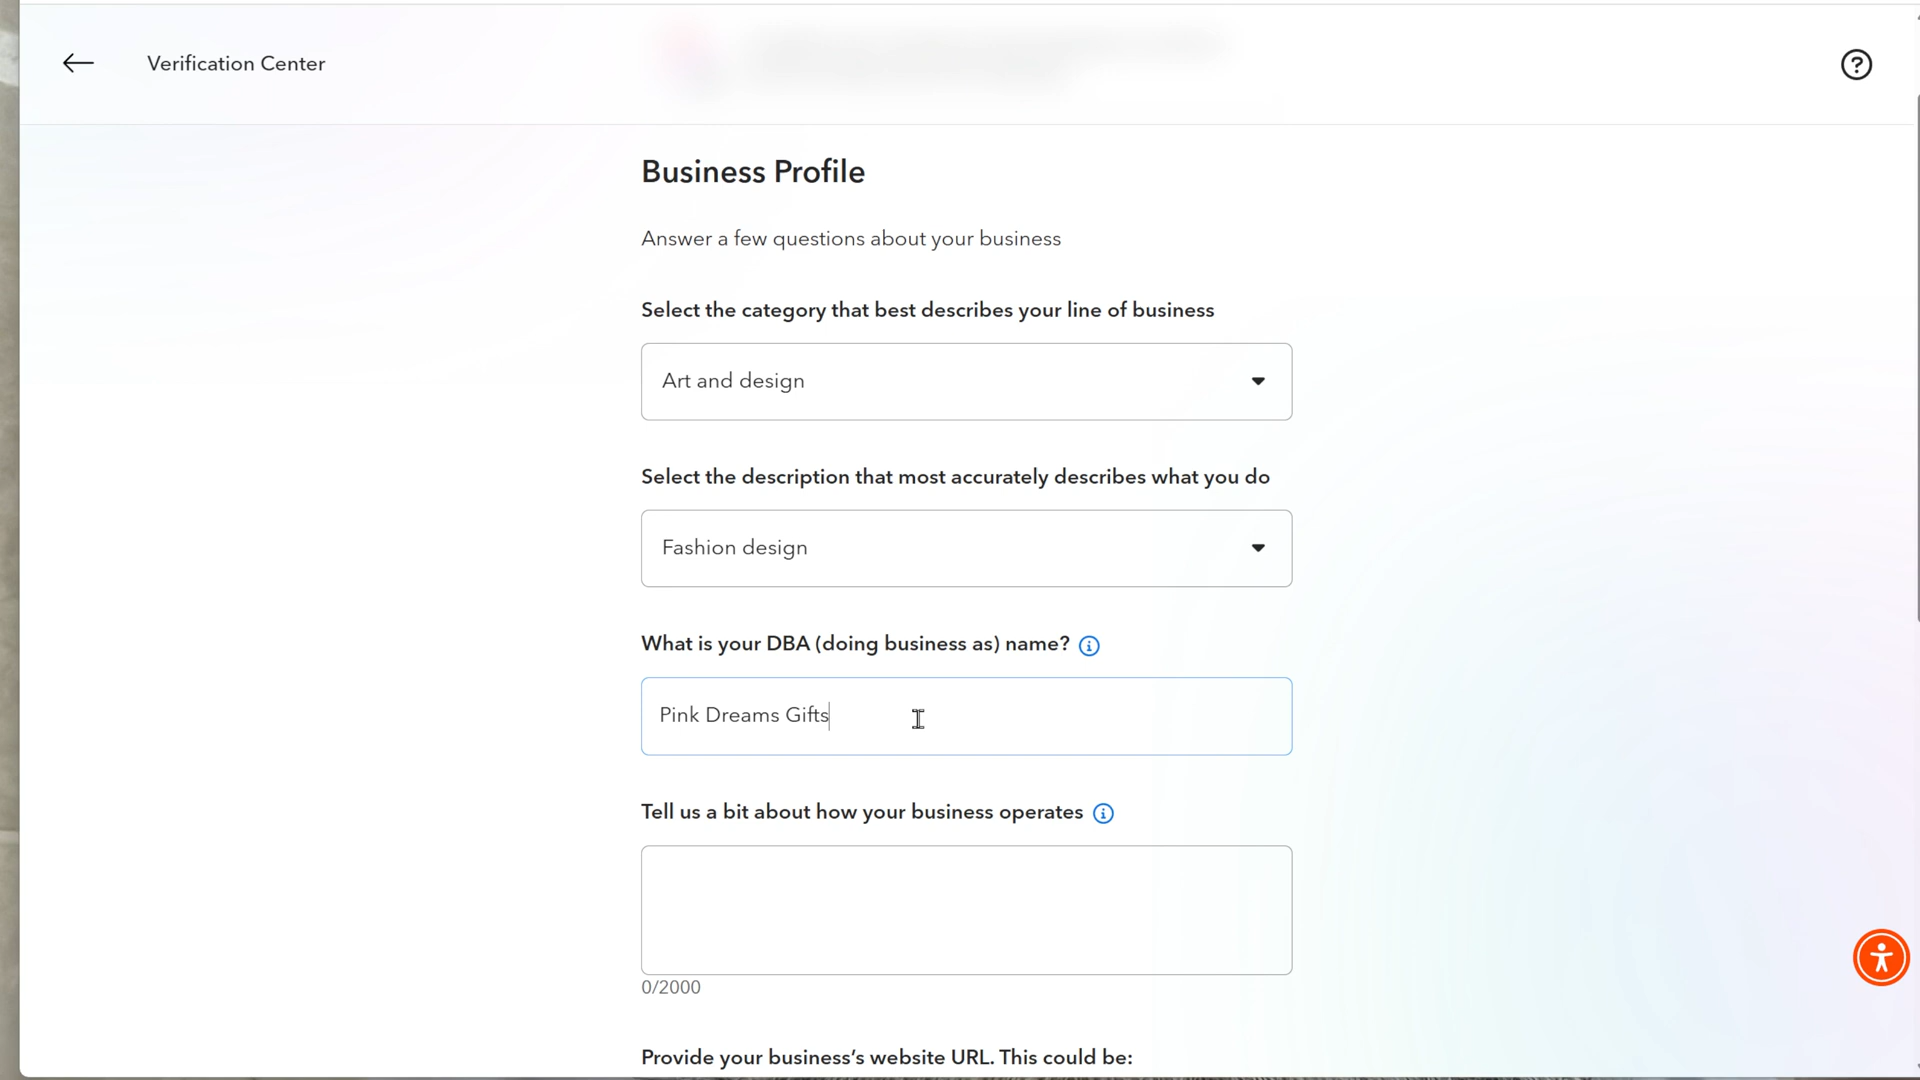 Verification Center
Business Profile
Answer a few questions about your business
Select the category that best describes your line of business
Art and design
Select the description that most accurately describes what you do
Fashion design
What is your DBA (doing business as) name?
Pink Dreams Gifts
Tell us a bit about how your business operates
0/2000
Provide your business’s website URL. This could be: